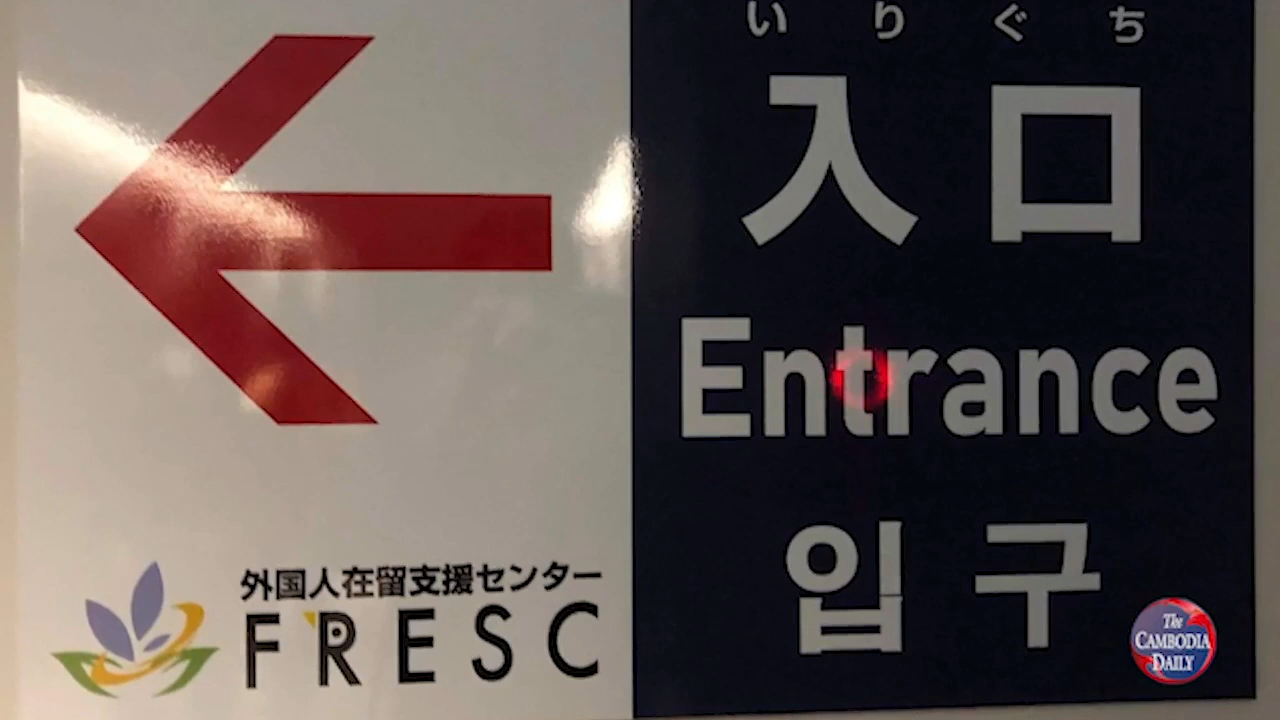 いりぐち
入口
Entrance
입구
外国人在留支援センター
FRESC
The
CAMBODIA
DAILY